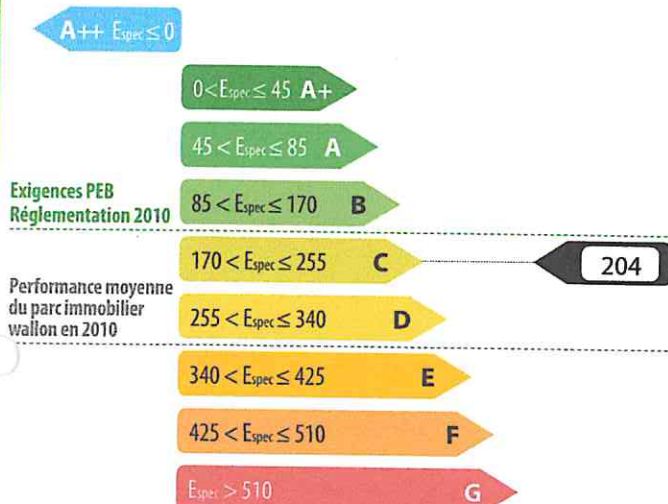 A++ Espec ≤ 0
0 < Espec ≤ 45 A+
45 < Espec ≤ 85 A
Exigences PEB
Réglementation 2010
85 < Espec ≤ 170 B
170 < Espec ≤ 255 C
204
Performance moyenne
du parc immobilier
wallon en 2010
255 < Espec ≤ 340 D
340 < Espec ≤ 425 E
425 < Espec ≤ 510 F
Espec > 510 G